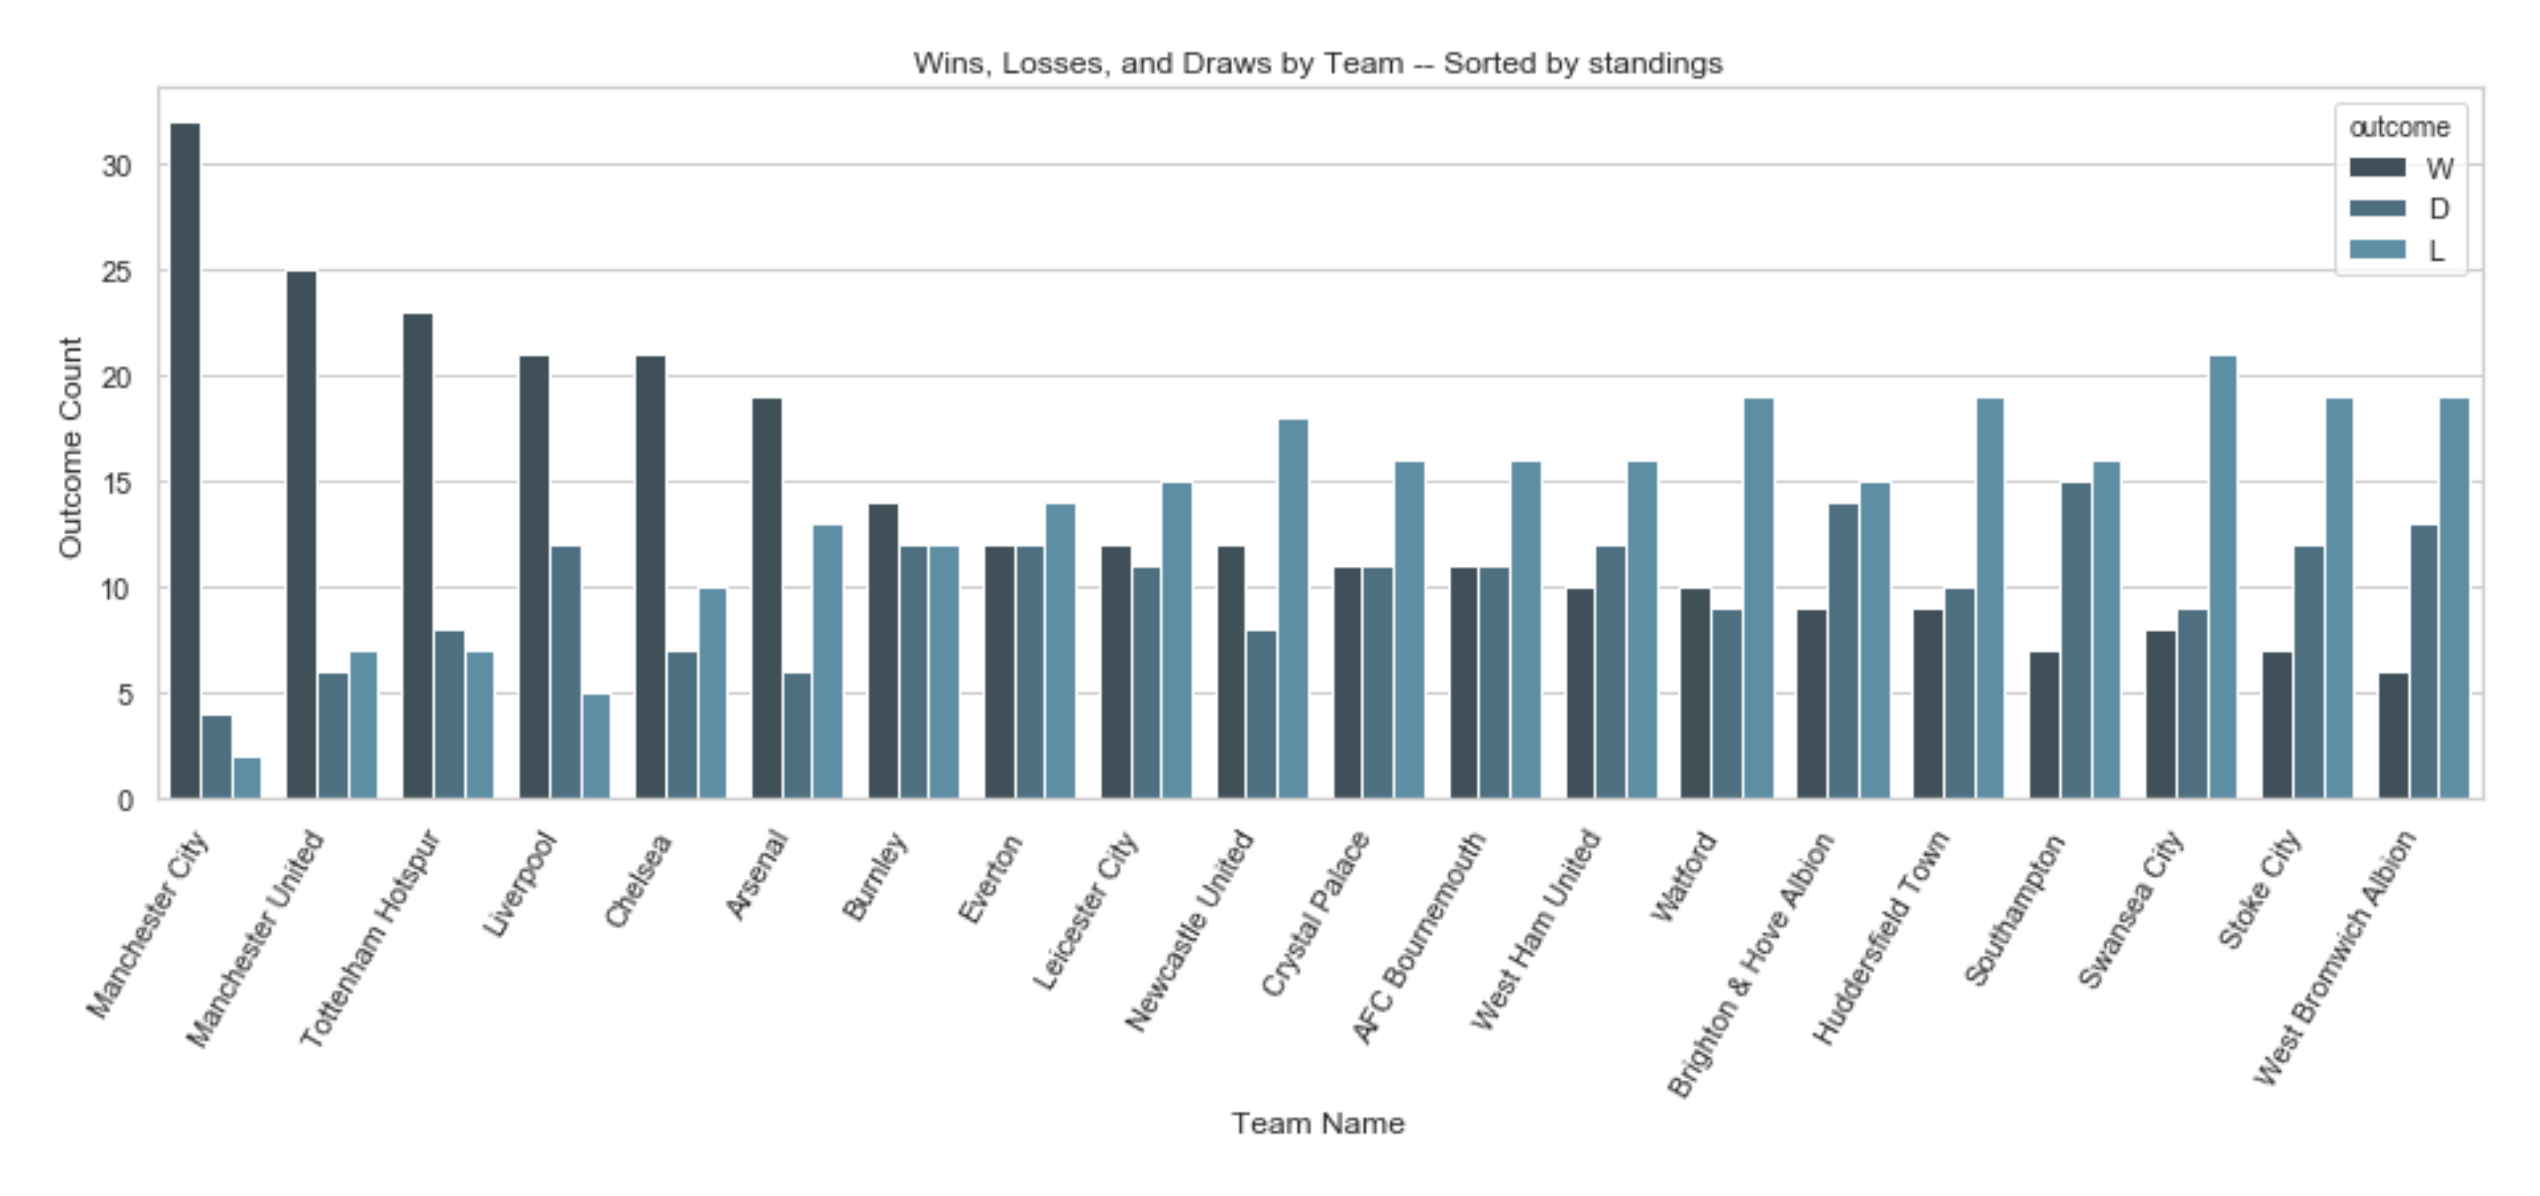 Wins, Losses, and Draws by Team -- Sorted by standings
outcome
W
D
L
Outcome Count
30
25
20
15
10
5
0
Manchester City
Manchester United
Tottenham Hotspur
Liverpool
Chelsea
Arsenal
Burnley
Everton
Leicester City
Newcastle United
Crystal Palace
AFC Bournemouth
West Ham United
Watford
Brighton & Hove Albion
Huddersfield Town
Southampton
Swansea City
Stoke City
West Bromwich Albion
Team Name